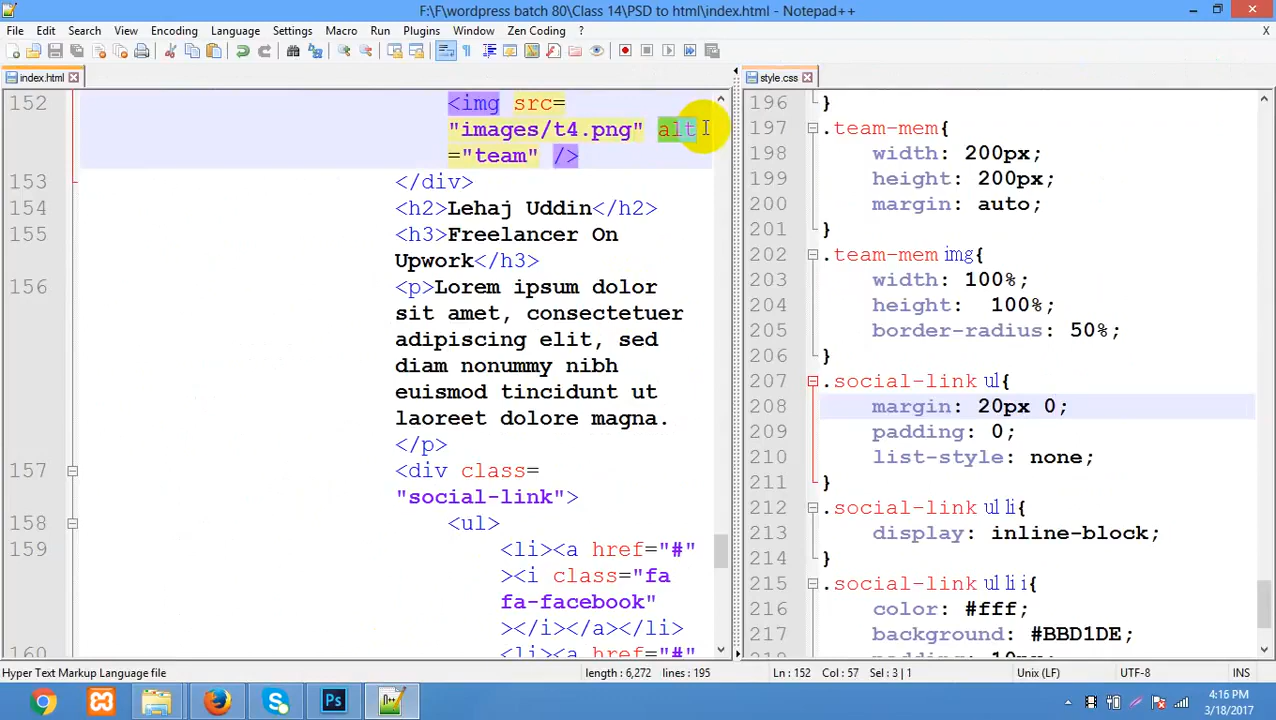 F:\F\wordpress batch 80\Class 14\PSD to html\index.html - Notepad++
File Edit Search View Encoding Language Settings Macro Run Plugins Window Zen Coding ? X
index.html
style.css
152 <img src=
"images/t4.png" alt
="team" />
153 </div>
154 <h2>Lehaj Uddin</h2>
155 <h3>Freelancer On
Upwork</h3>
156 <p>Lorem ipsum dolor
sit amet, consectetuer
adipiscing elit, sed
diam nonummy nibh
euismod tincidunt ut
laoreet dolore magna.
</p>
157 <div class=
"social-link">
158 <ul>
159 <li><a href="#"
><i class="fa
fa-facebook"
></i></a></li>
160 <li><a href="#"
196 }
197 .team-mem{
198 width: 200px;
199 height: 200px;
200 margin: auto;
201 }
202 .team-mem img{
203 width: 100%;
204 height:  100%;
205 border-radius: 50%;
206 }
207 .social-link ul{
208 margin: 20px 0;
209 padding: 0;
210 list-style: none;
211 }
212 .social-link ul li{
213 display: inline-block;
214 }
215 .social-link ul li i{
216 color: #fff;
217 background: #BBD1DE;
218 padding: 10px;
Hyper Text Markup Language file length : 6,272 lines : 195 Ln : 152 Col : 57 Sel : 3 | 1 Unix (LF) UTF-8 INS
Ps
4:16 PM
3/18/2017